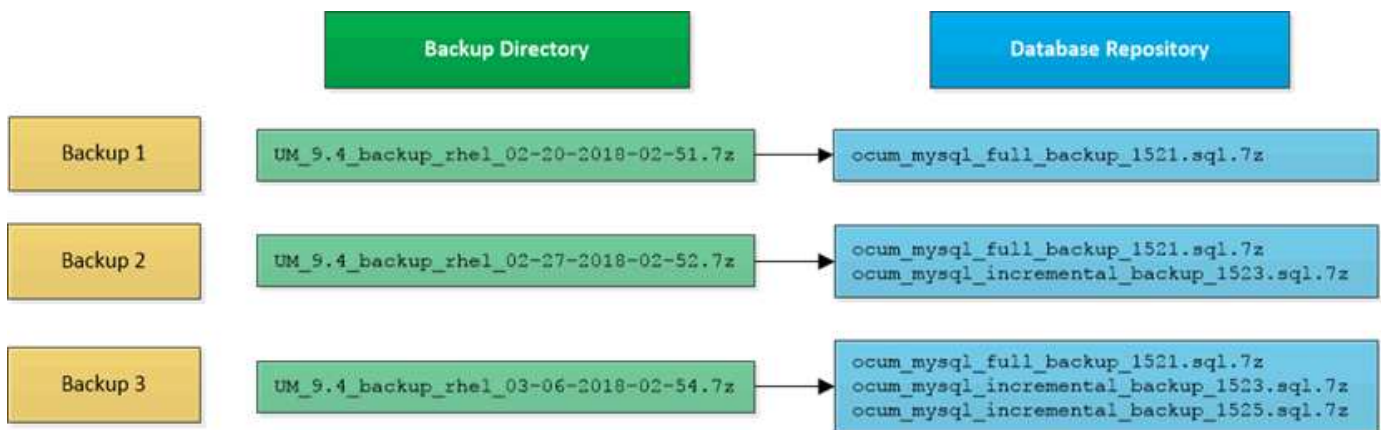 Backup Directory
Database Repository
Backup 1
UM_9.4_backup_rhel_02-20-2018-02-51.7z
ocum_mysql_full_backup_1521.sql.7z
Backup 2
UM_9.4_backup_rhel_02-27-2018-02-52.7z
ocum_mysql_full_backup_1521.sql.7z
ocum_mysql_incremental_backup_1523.sql.7z
Backup 3
UM_9.4_backup_rhel_03-06-2018-02-54.7z
ocum_mysql_full_backup_1521.sql.7z
ocum_mysql_incremental_backup_1523.sql.7z
ocum_mysql_incremental_backup_1525.sql.7z